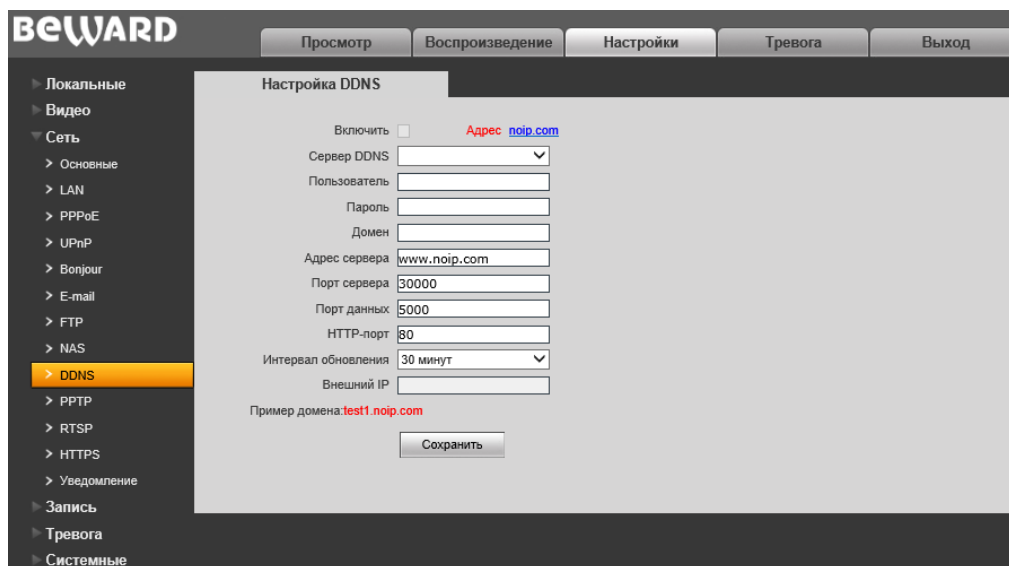 BEWARD
Просмотр Воспроизведение Настройки Тревога Выход
Локальные
Видео
Сеть
Основные
LAN
PPPoE
UPnP
Bonjour
E-mail
FTP
NAS
DDNS
PPTP
RTSP
HTTPS
Уведомление
Запись
Тревога
Системные
Настройка DDNS
Включить Адрес noip.com
Сервер DDNS
Пользователь
Пароль
Домен
Адрес сервера www.noip.com
Порт сервера 30000
Порт данных 5000
HTTP-порт 80
Интервал обновления 30 минут
Внешний IP
Пример домена:test1.noip.com
Сохранить